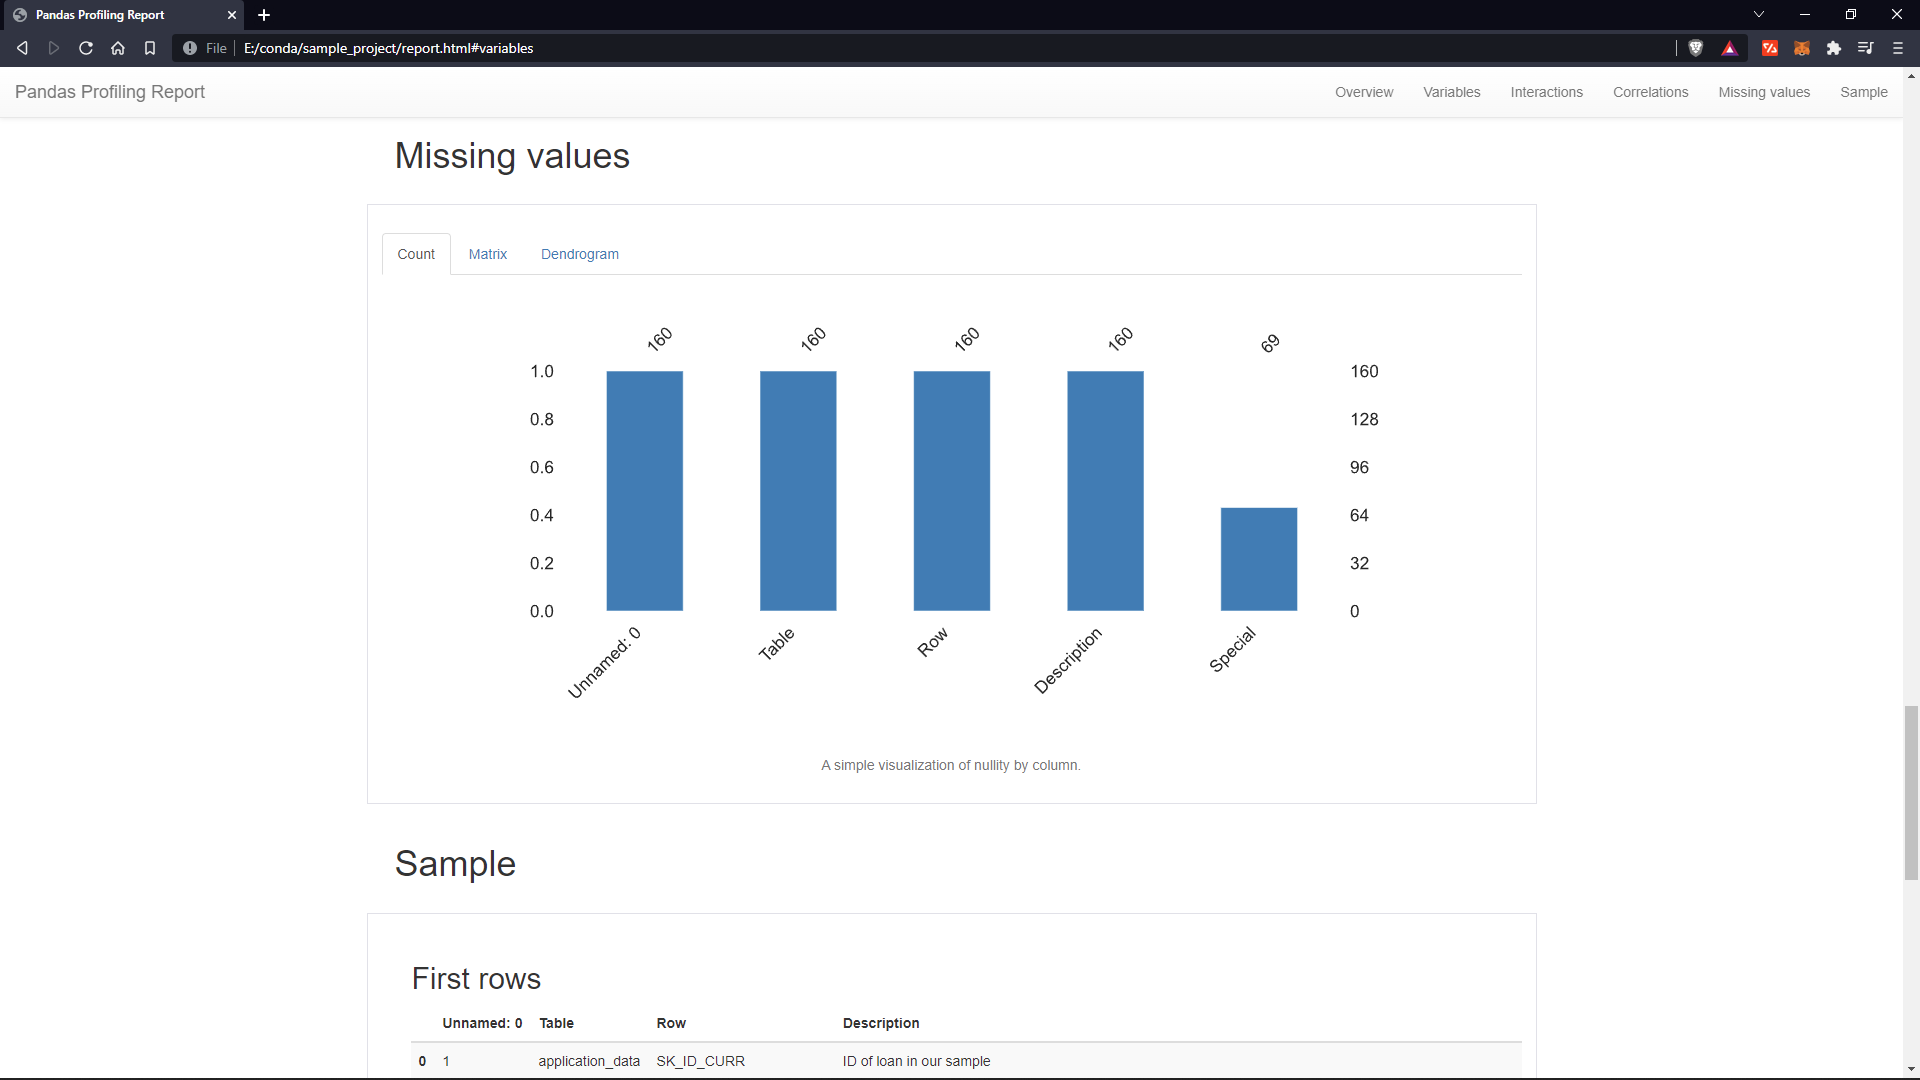 Pandas Profiling Report
File E:/conda/sample_project/report.html#variables
Pandas Profiling Report Overview Variables Interactions Correlations Missing values Sample
Missing values
Count Matrix Dendrogram
160 160 160 160 69
1.0 160
0.8 128
0.6 96
0.4 64
0.2 32
0.0 0
Unnamed: 0 Table Row Description Special
A simple visualization of nullity by column.
Sample
First rows
Unnamed: 0 Table Row Description
0 1 application_data SK_ID_CURR ID of loan in our sample